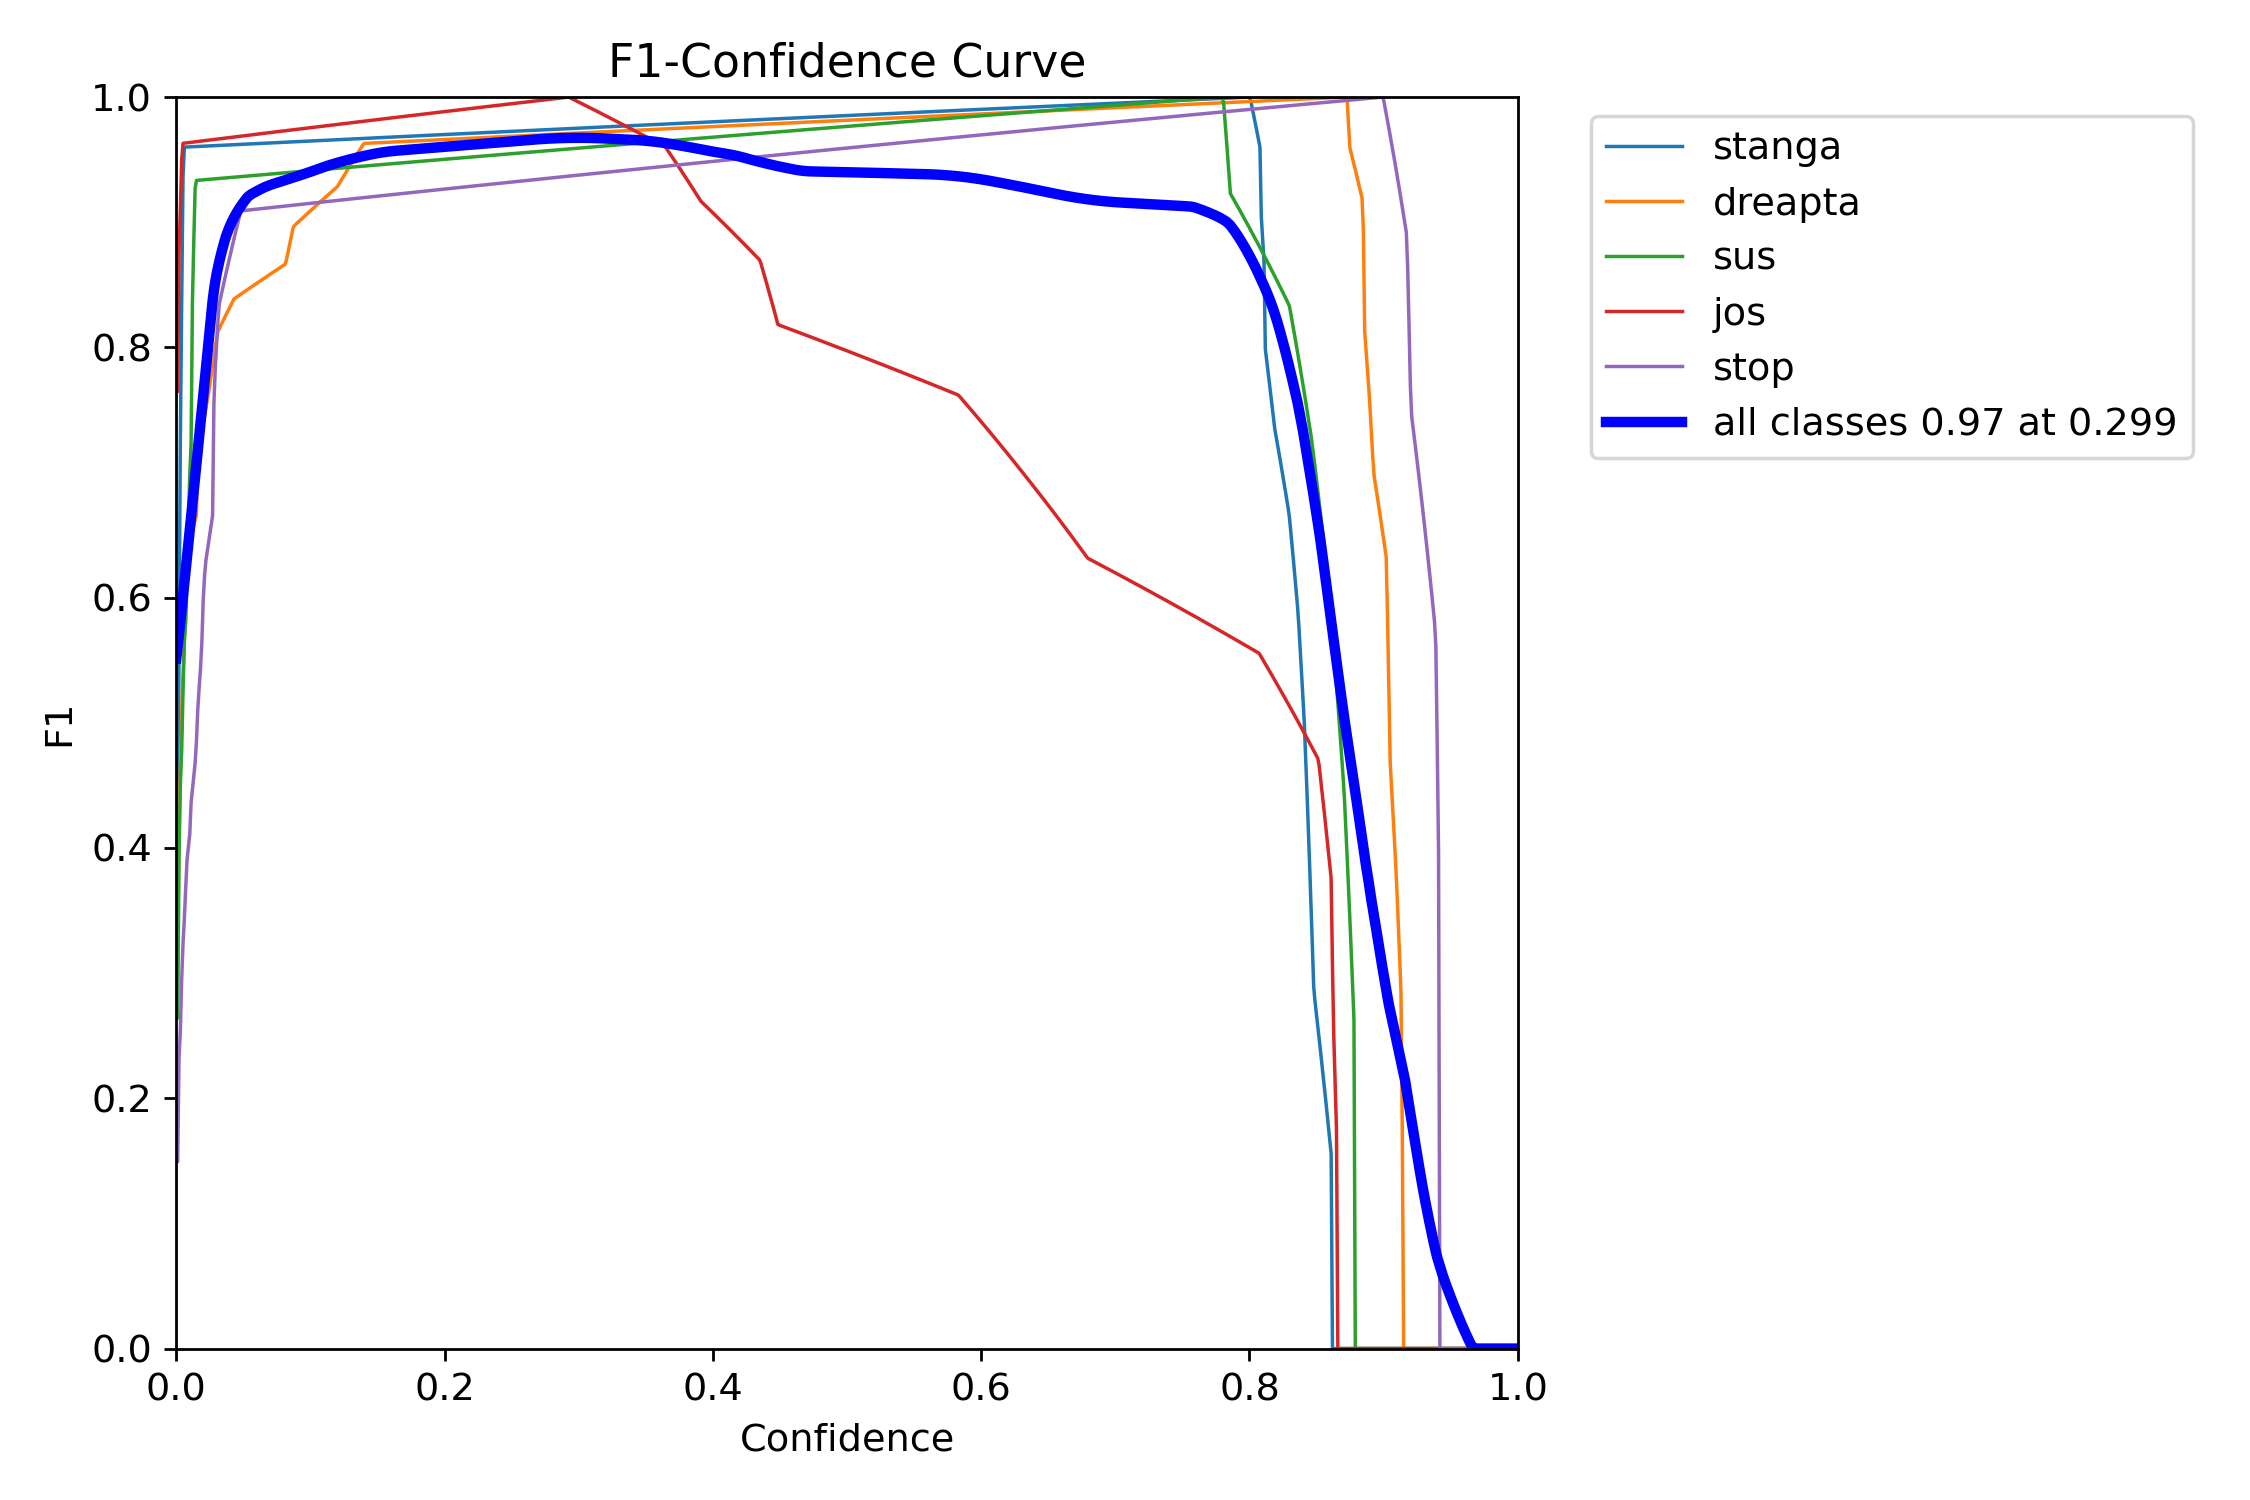 F1-Confidence Curve
1.0
0.8
0.6
0.4
0.2
0.0
F1
0.0 0.2 0.4 0.6 0.8 1.0
Confidence
stanga
dreapta
sus
jos
stop
all classes 0.97 at 0.299